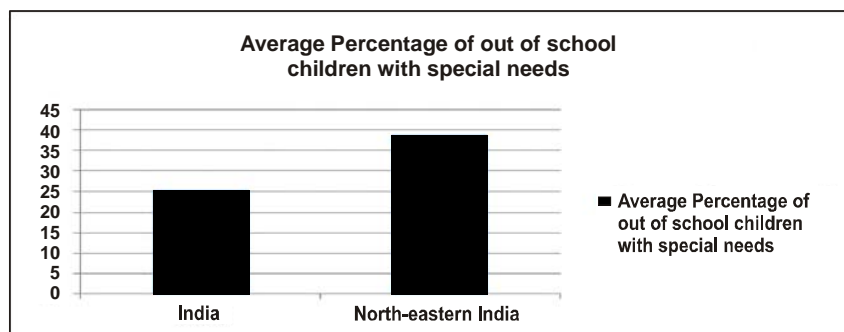 Average Percentage of out of school
children with special needs
45
40
35
30
25
20
15
10
5
0
India
North-eastern India
Average Percentage of
out of school children
with special needs